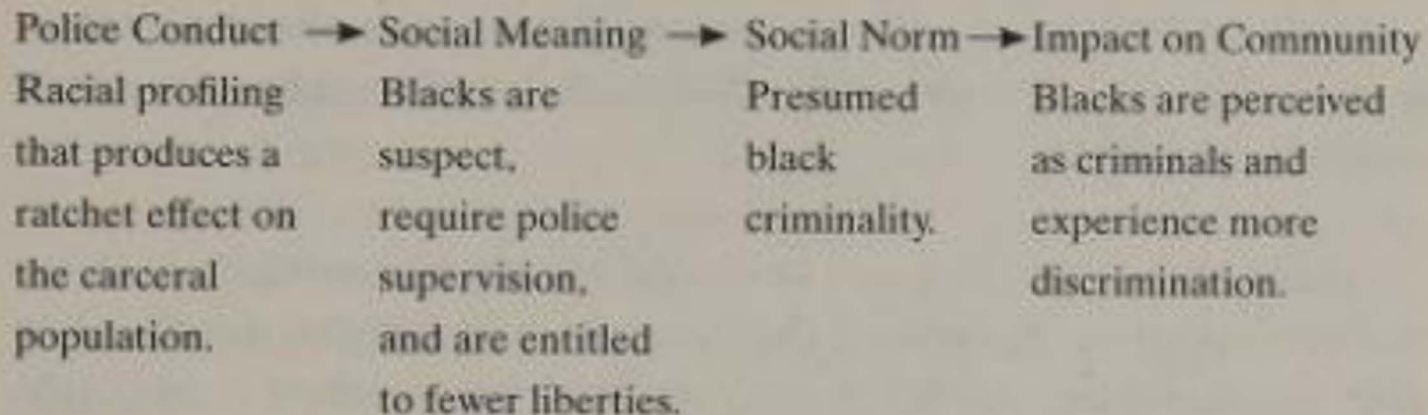 Police Conduct → Social Meaning → Social Norm → Impact on Community
Racial profiling Blacks are Presumed Blacks are perceived
that produces a suspect, black as criminals and
ratchet effect on require police criminality. experience more
the carceral supervision, discrimination.
population. and are entitled
to fewer liberties.